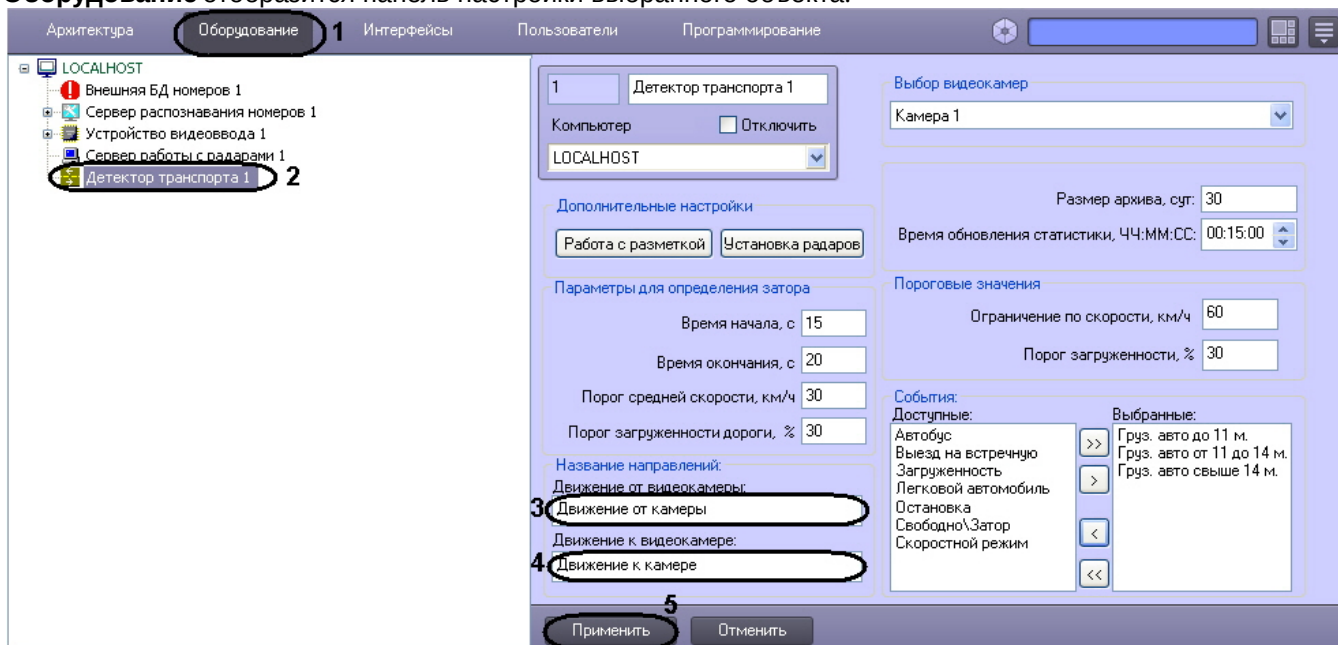 Оборудование отобразится панель настройки выбранного объекта.
Архитектура Оборудование 1 Интерфейсы Пользователи Программирование
LOCALHOST
Внешняя БД номеров 1
Сервер распознавания номеров 1
Устройство видеоввода 1
Сервер работы с радарами 1
Детектор транспорта 1 2
1 Детектор транспорта 1
Компьютер Отключить
LOCALHOST
Дополнительные настройки
Работа с разметкой Установка радаров
Параметры для определения затора
Время начала, с 15
Время окончания, с 20
Порог средней скорости, км/ч 30
Порог загруженности дороги, % 30
Название направлений:
Движение от видеокамеры:
3 Движение от камеры
Движение к видеокамере:
4 Движение к камере
Выбор видеокамер
Камера 1
Размер архива, сут: 30
Время обновления статистики, ЧЧ:ММ:СС: 00:15:00
Пороговые значения
Ограничение по скорости, км/ч 60
Порог загруженности, % 30
События:
Доступные: Выбранные:
Автобус
Выезд на встречную
Загруженность
Легковой автомобиль
Остановка
Свободно\Затор
Скоростной режим
>>
>
<
<<
Груз. авто до 11 м.
Груз. авто от 11 до 14 м.
Груз. авто свыше 14 м.
5
Применить Отменить